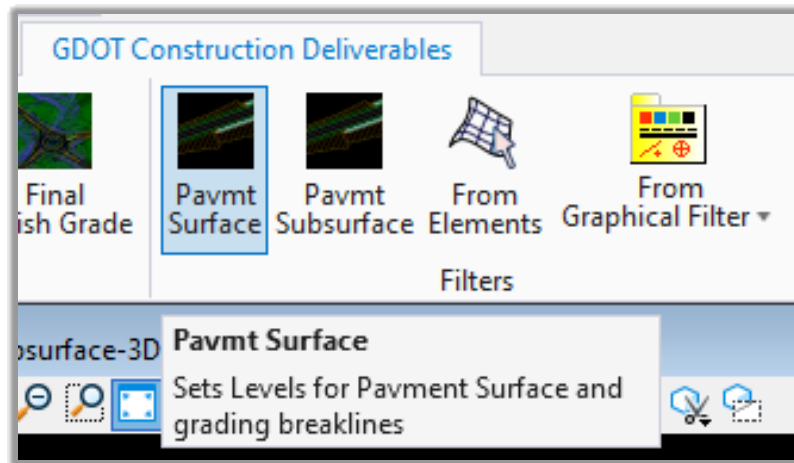 GDOT Construction Deliverables
Final
ish Grade
Pavmt
Surface
Pavmt
Subsurface
From
Elements
From
Graphical Filter
Filters
bsurface-3D
Pavmt Surface
Sets Levels for Pavment Surface and
grading breaklines